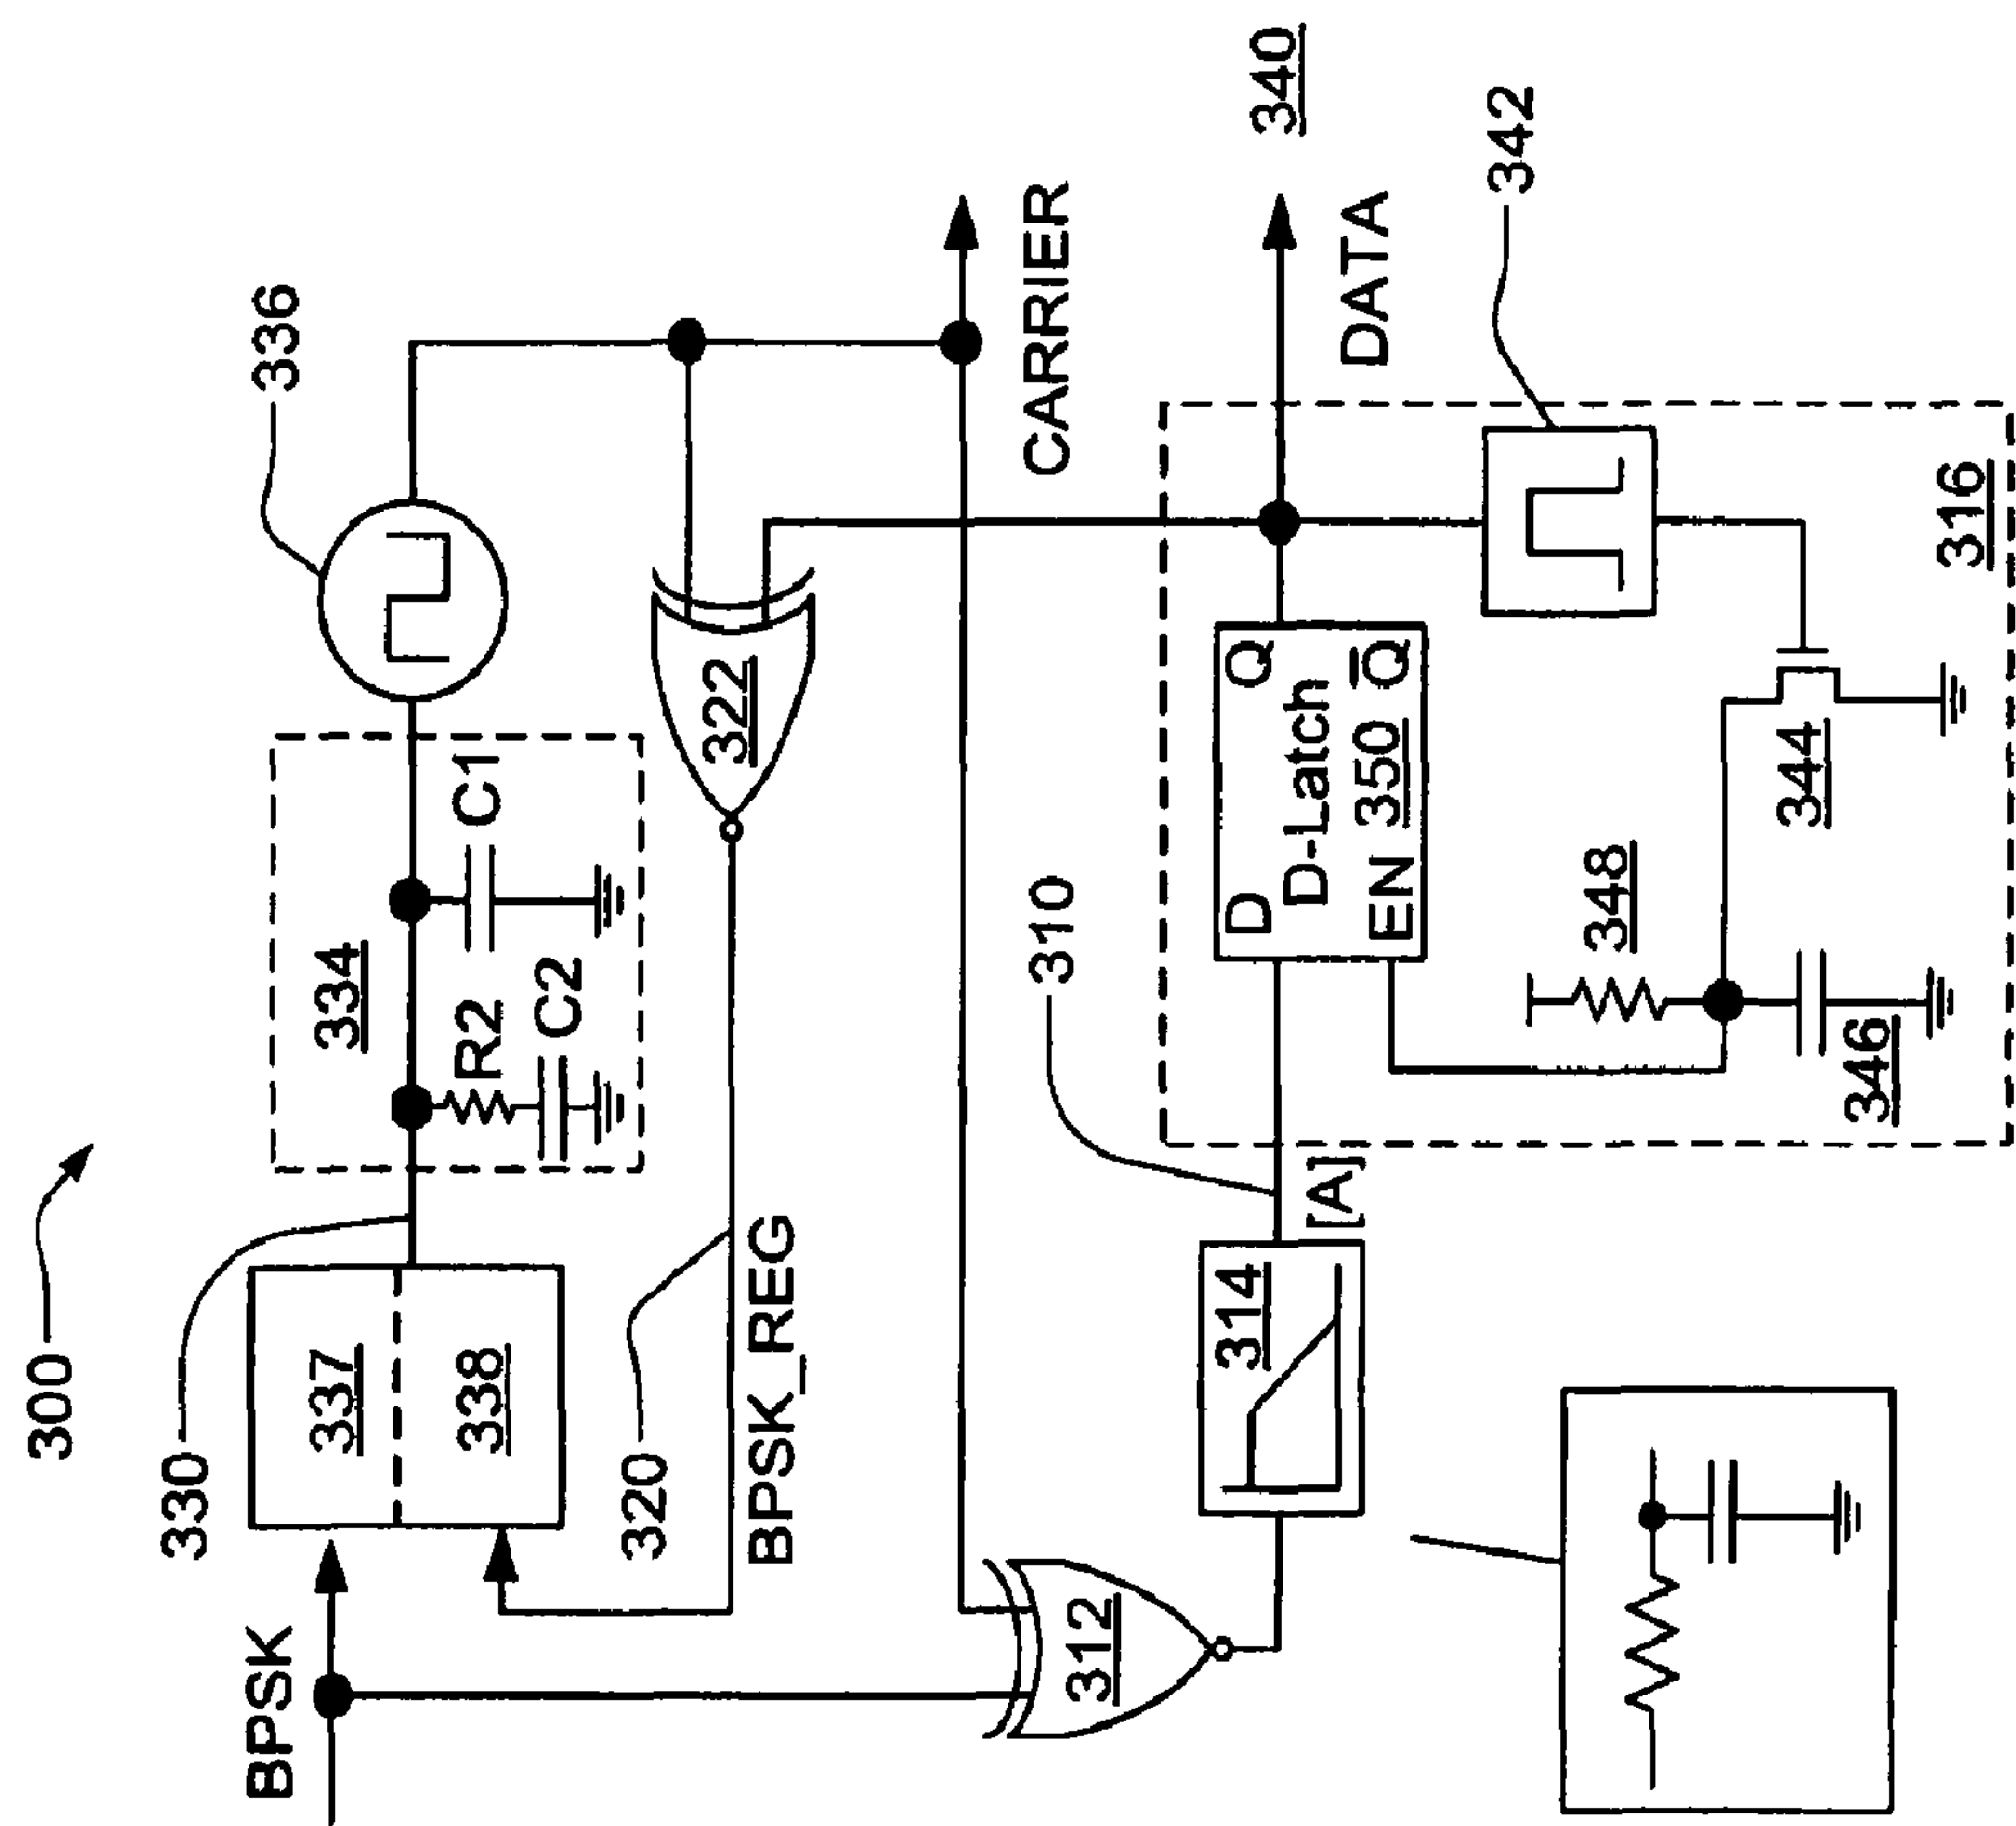 300
330
BPSK
336
337
334
338
R2
C1
C2
320
322
BPSK_REG
310
CARRIER
312
314
D Q
340
D-Latch
[A]
DATA
EN 350 Q̅
342
348
344
346
316